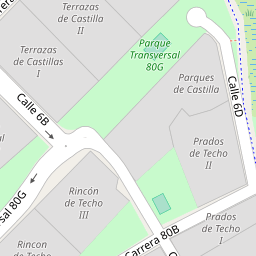 Terrazas
de Castilla
II
Terrazas
de Castillas
I
Parque
Transversal
80G
Parques
de Castilla
Calle 6D
Calle 6B
Prados
de Techo
II
Rincón
de Techo
III
80G
Prados
de Techo
I
Carrera 80B
Rincon
de Techo